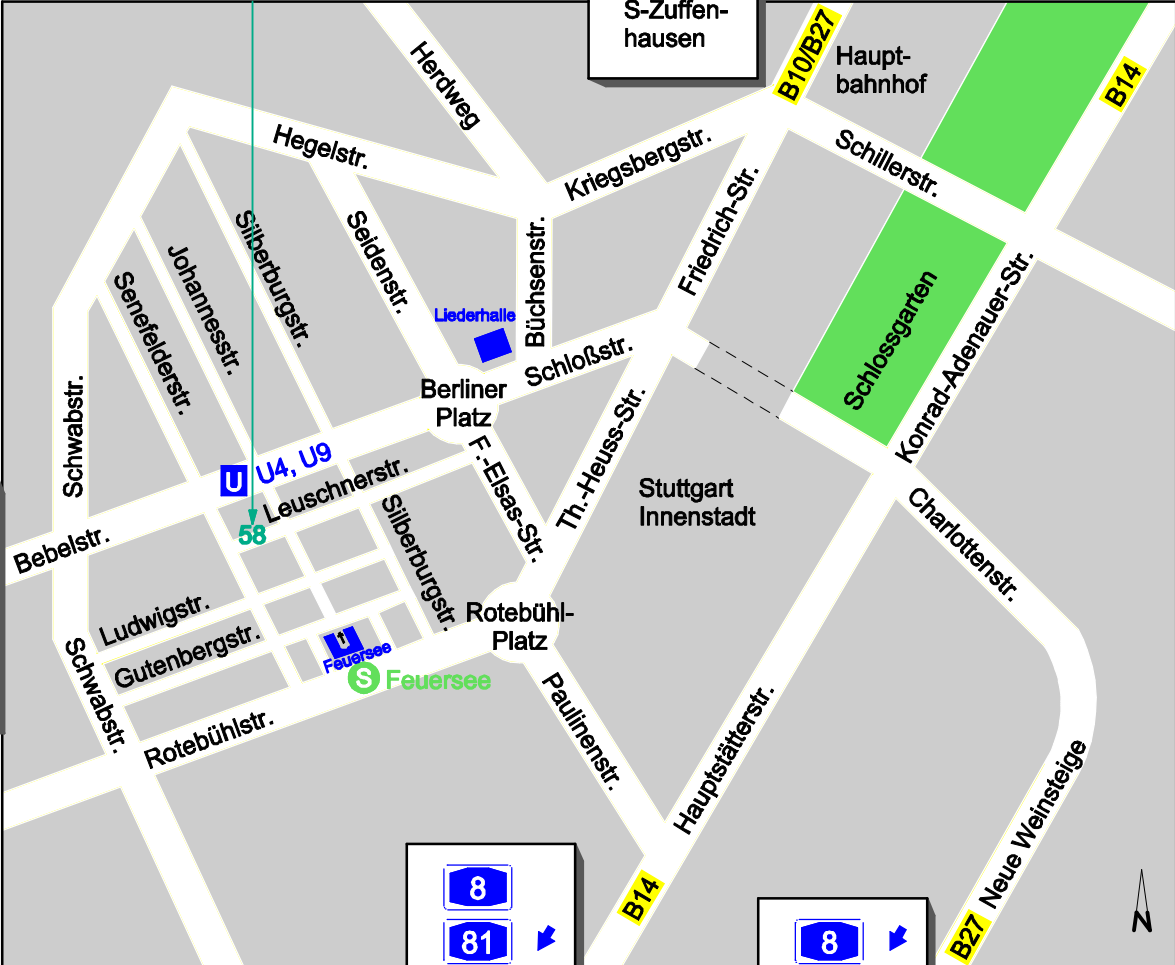 S-Zuffen-
hausen
B10/B27
Haupt-
bahnhof
B14
Herdweg
Hegelstr.
Kriegsbergstr.
Schillerstr.
Friedrich-Str.
Silberburgstr.
Seidenstr.
Büchsenstr.
Johannesstr.
Senefelderstr.
Liederhalle
Schloßstr.
Schlossgarten
Konrad-Adenauer-Str.
Berliner
Platz
Schwabstr.
U
U4, U9
Leuschnerstr.
F.-Elsas-Str.
Th.-Heuss-Str.
Stuttgart
Innenstadt
Charlottenstr.
58
Bebelstr.
Silberburgstr.
Ludwigstr.
Gutenbergstr.
Rotebühl-
Platz
Feuersee
S
Feuersee
Schwabstr.
Rotebühlstr.
Paulinenstr.
Hauptstätterstr.
Neue Weinsteige
8
81
B14
8
B27
N